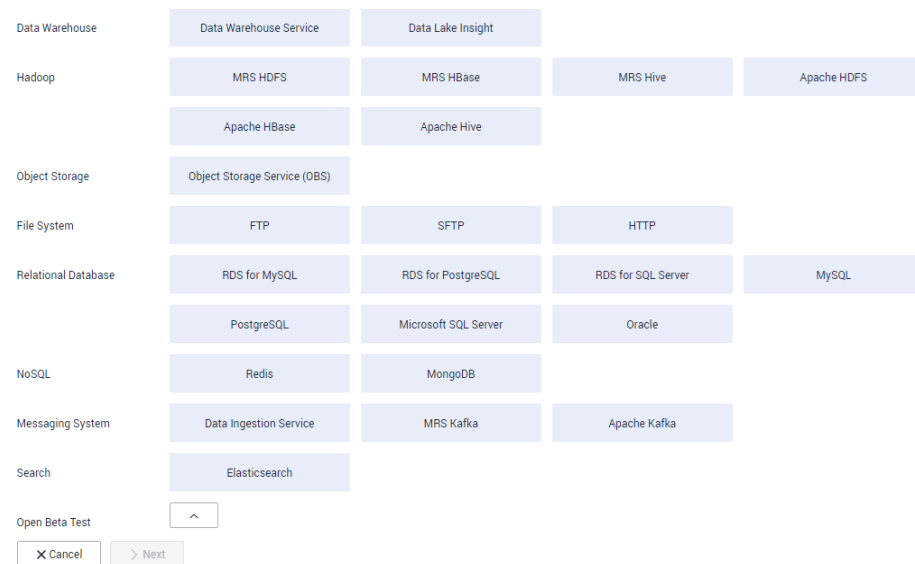 Data Warehouse Data Warehouse Service Data Lake Insight
Hadoop MRS HDFS MRS HBase MRS Hive Apache HDFS
Apache HBase Apache Hive
Object Storage Object Storage Service (OBS)
File System FTP SFTP HTTP
Relational Database RDS for MySQL RDS for PostgreSQL RDS for SQL Server MySQL
PostgreSQL Microsoft SQL Server Oracle
NoSQL Redis MongoDB
Messaging System Data Ingestion Service MRS Kafka Apache Kafka
Search Elasticsearch
Open Beta Test
Cancel Next